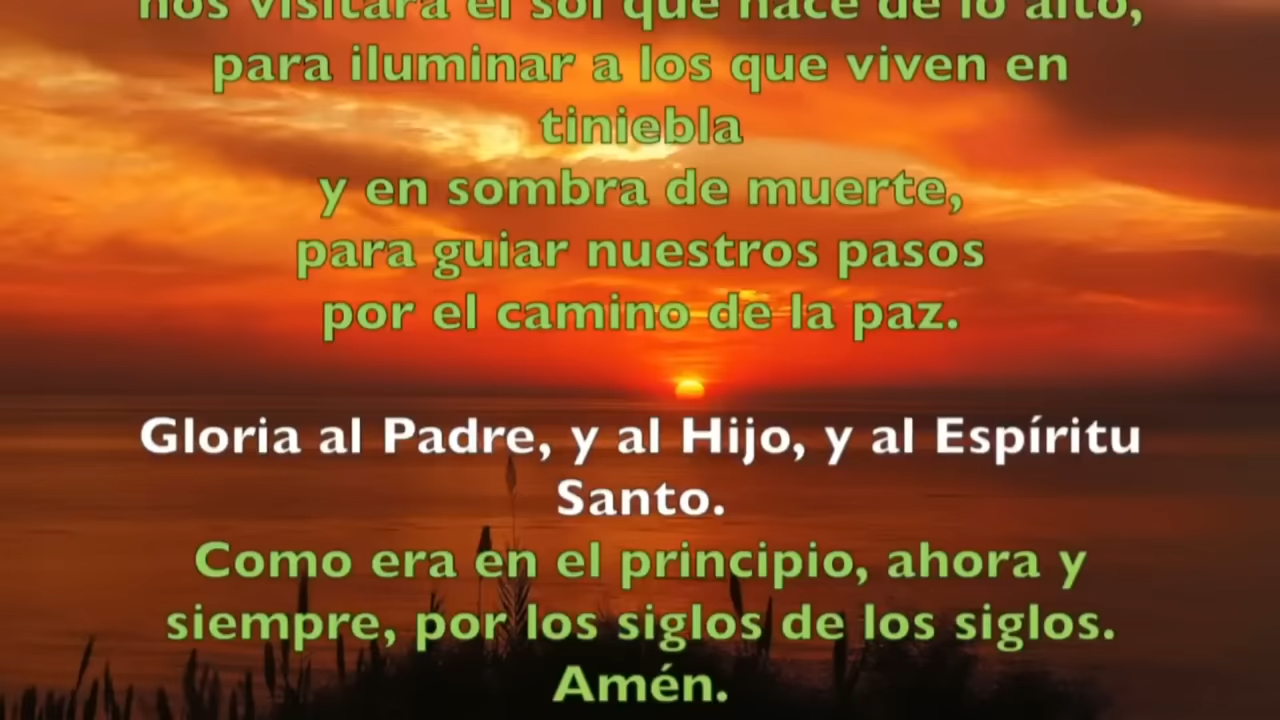 nos visitará el sol que nace de lo alto,
para iluminar a los que viven en
tiniebla
y en sombra de muerte,
para guiar nuestros pasos
por el camino de la paz.
Gloria al Padre, y al Hijo, y al Espíritu
Santo.
Como era en el principio, ahora y
siempre, por los siglos de los siglos.
Amén.